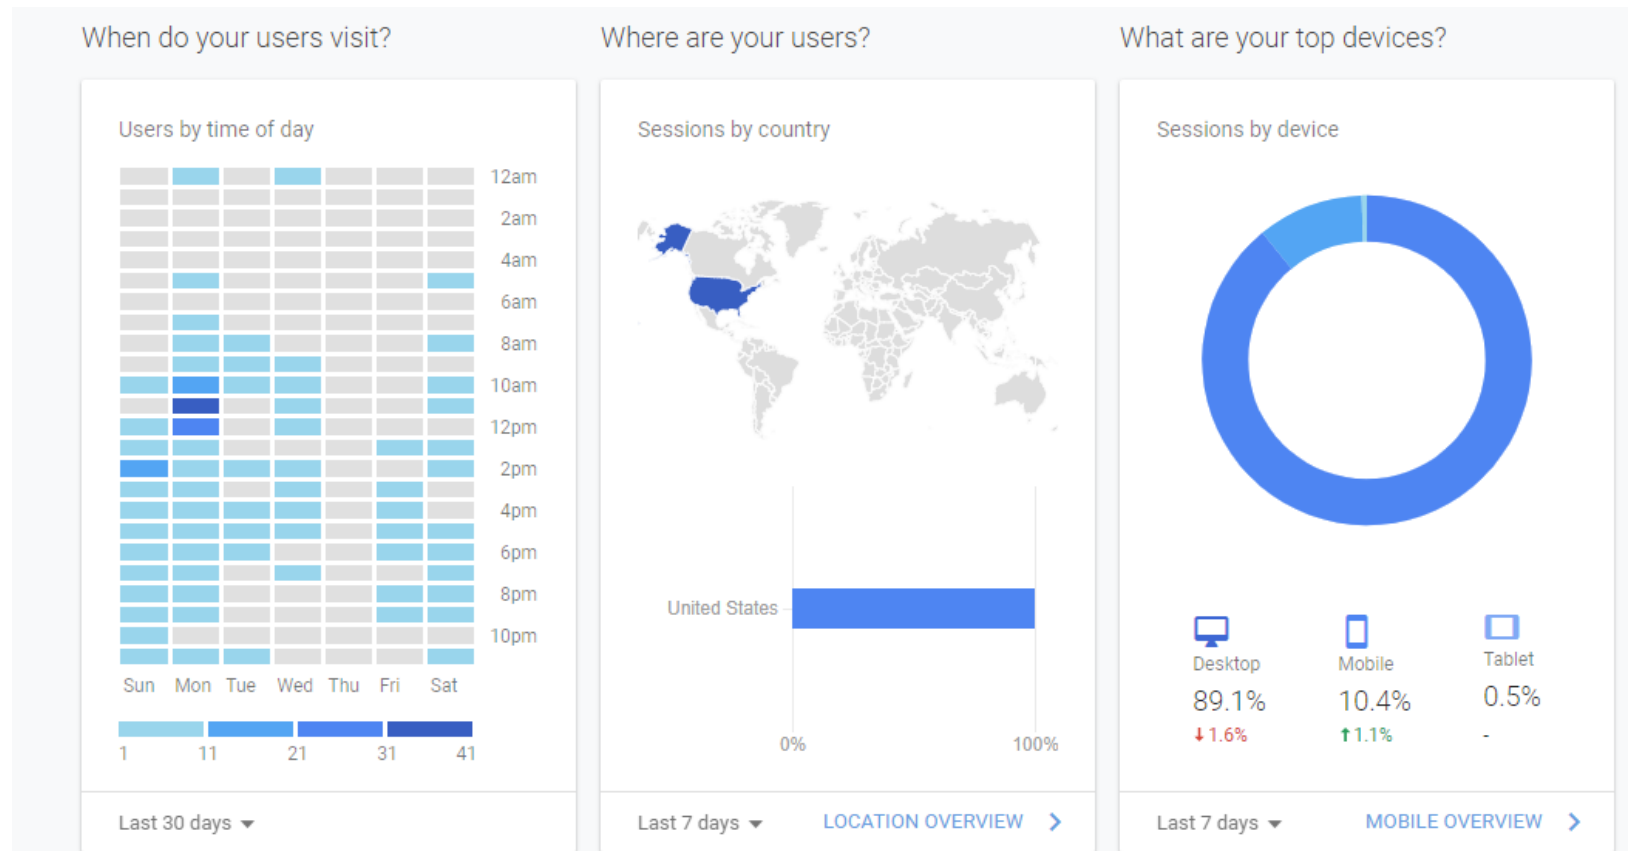 When do your users visit?
Users by time of day
12am
2am
4am
6am
8am
10am
12pm
2pm
4pm
6pm
8pm
10pm
Sun Mon Tue Wed Thu Fri Sat
1 11 21 31 41
Last 30 days
Where are your users?
Sessions by country
United States
0% 100%
Last 7 days LOCATION OVERVIEW
What are your top devices?
Sessions by device
Desktop Mobile Tablet
89.1% 10.4% 0.5%
1.6% 1.1% -
Last 7 days MOBILE OVERVIEW